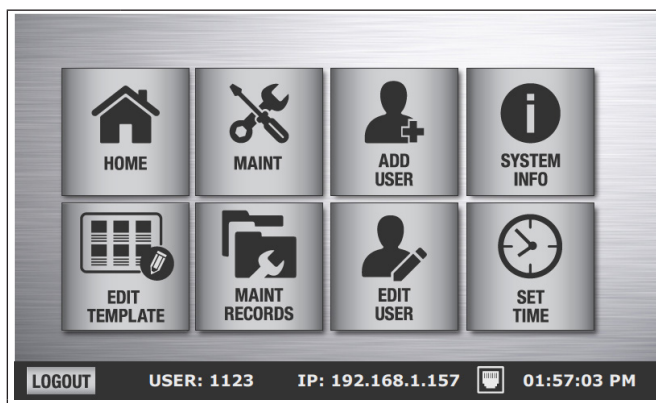 HOME
MAINT
ADD
USER
SYSTEM
INFO
EDIT
TEMPLATE
MAINT
RECORDS
EDIT
USER
SET
TIME
LOGOUT USER: 1123 IP: 192.168.1.157 01:57:03 PM